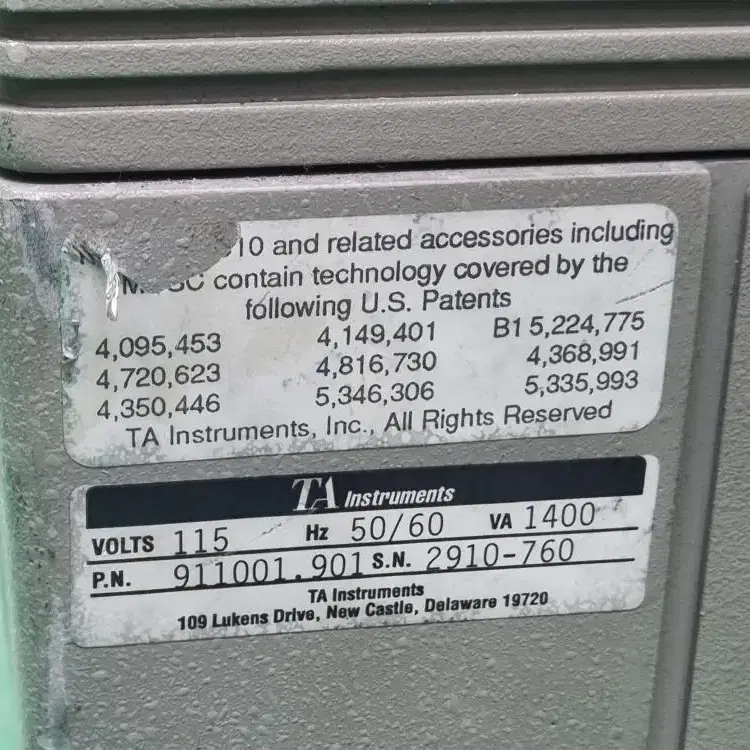 10 and related accessories including
contain technology covered by the
following U.S. Patents
4,095,453 4,149,401 B1 5,224,775
4,720,623 4,816,730 4,368,991
4,350,446 5,346,306 5,335,993
TA Instruments, Inc., All Rights Reserved
TA Instruments
VOLTS 115 Hz 50/60 VA 1400
P.N. 911001.901 S.N. 2910-760
TA Instruments
109 Lukens Drive, New Castle, Delaware 19720